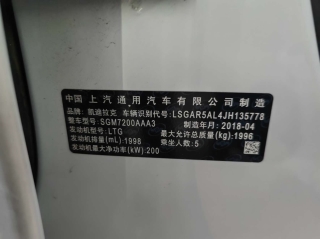 中国 上汽通用汽车有限公司制造
品牌:凯迪拉克 车辆识别代号:LSGAR5AL4JH135778
整车型号:SGM7200AAA3 制造年月:2018-04
发动机型号:LTG 最大允许总质量(kg):1996
发动机排量(mL):1998 乘坐人数:5
发动机最大净功率(kW):200